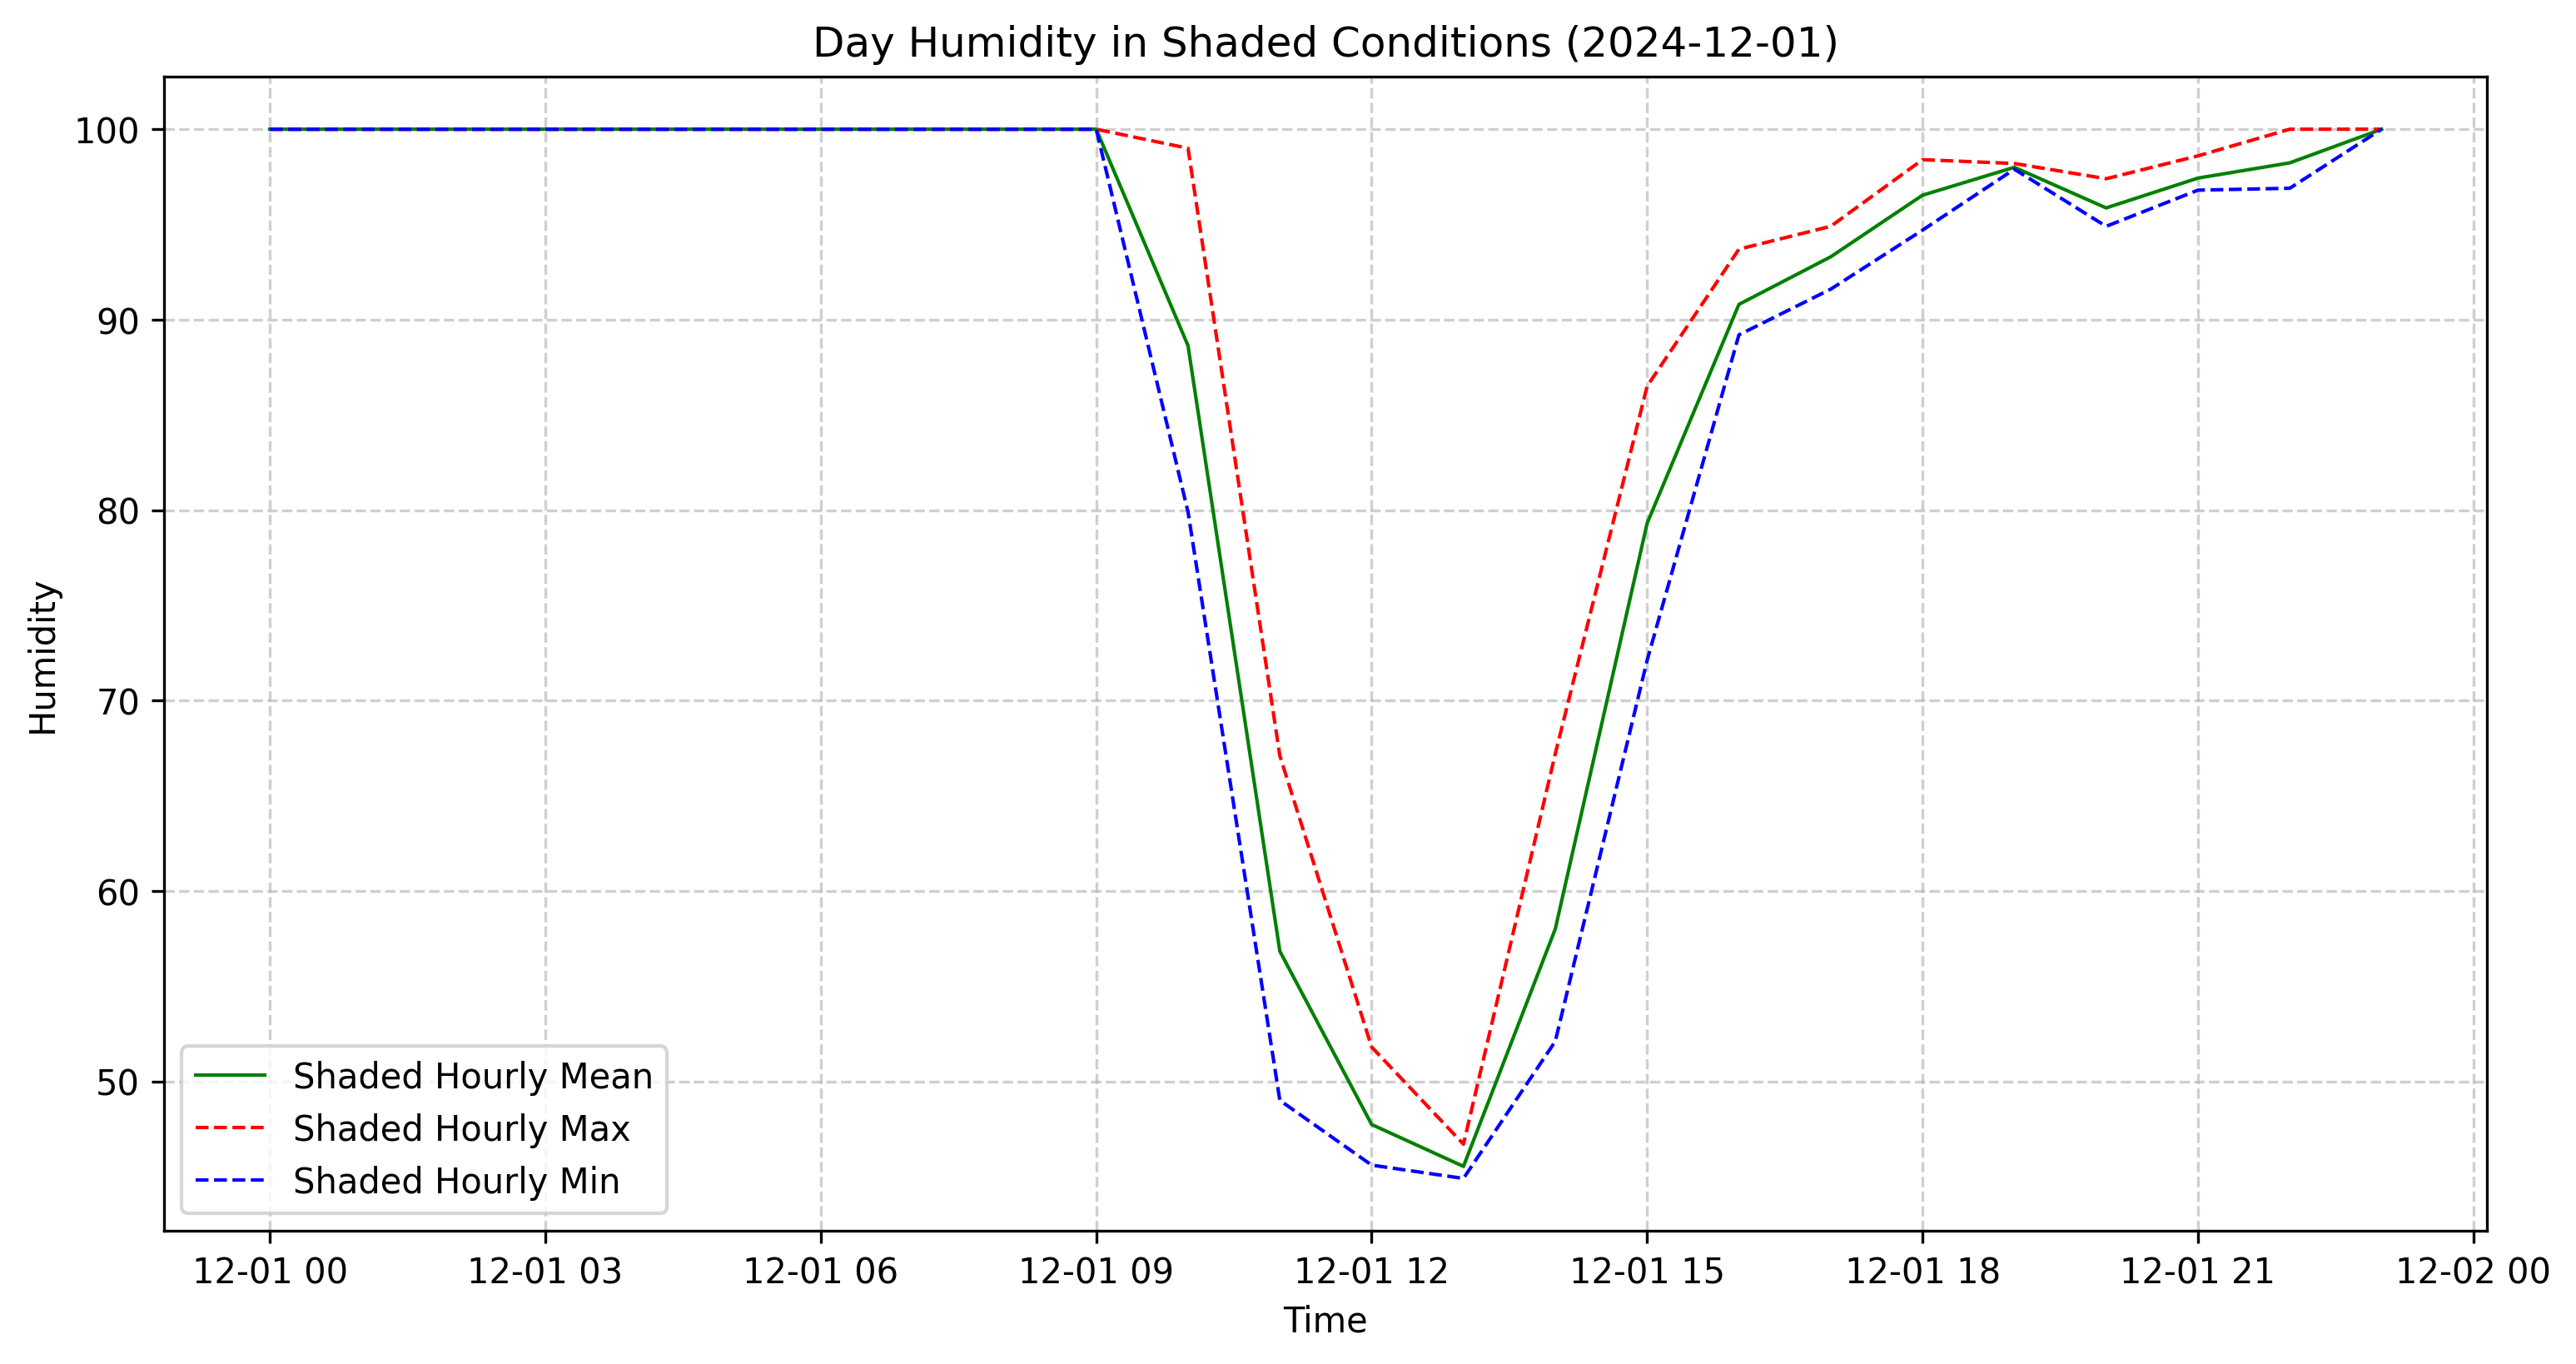 Day Humidity in Shaded Conditions (2024-12-01)
Humidity
100
90
80
70
60
50
Shaded Hourly Mean
Shaded Hourly Max
Shaded Hourly Min
12-01 00 12-01 03 12-01 06 12-01 09 12-01 12 12-01 15 12-01 18 12-01 21 12-02 00
Time